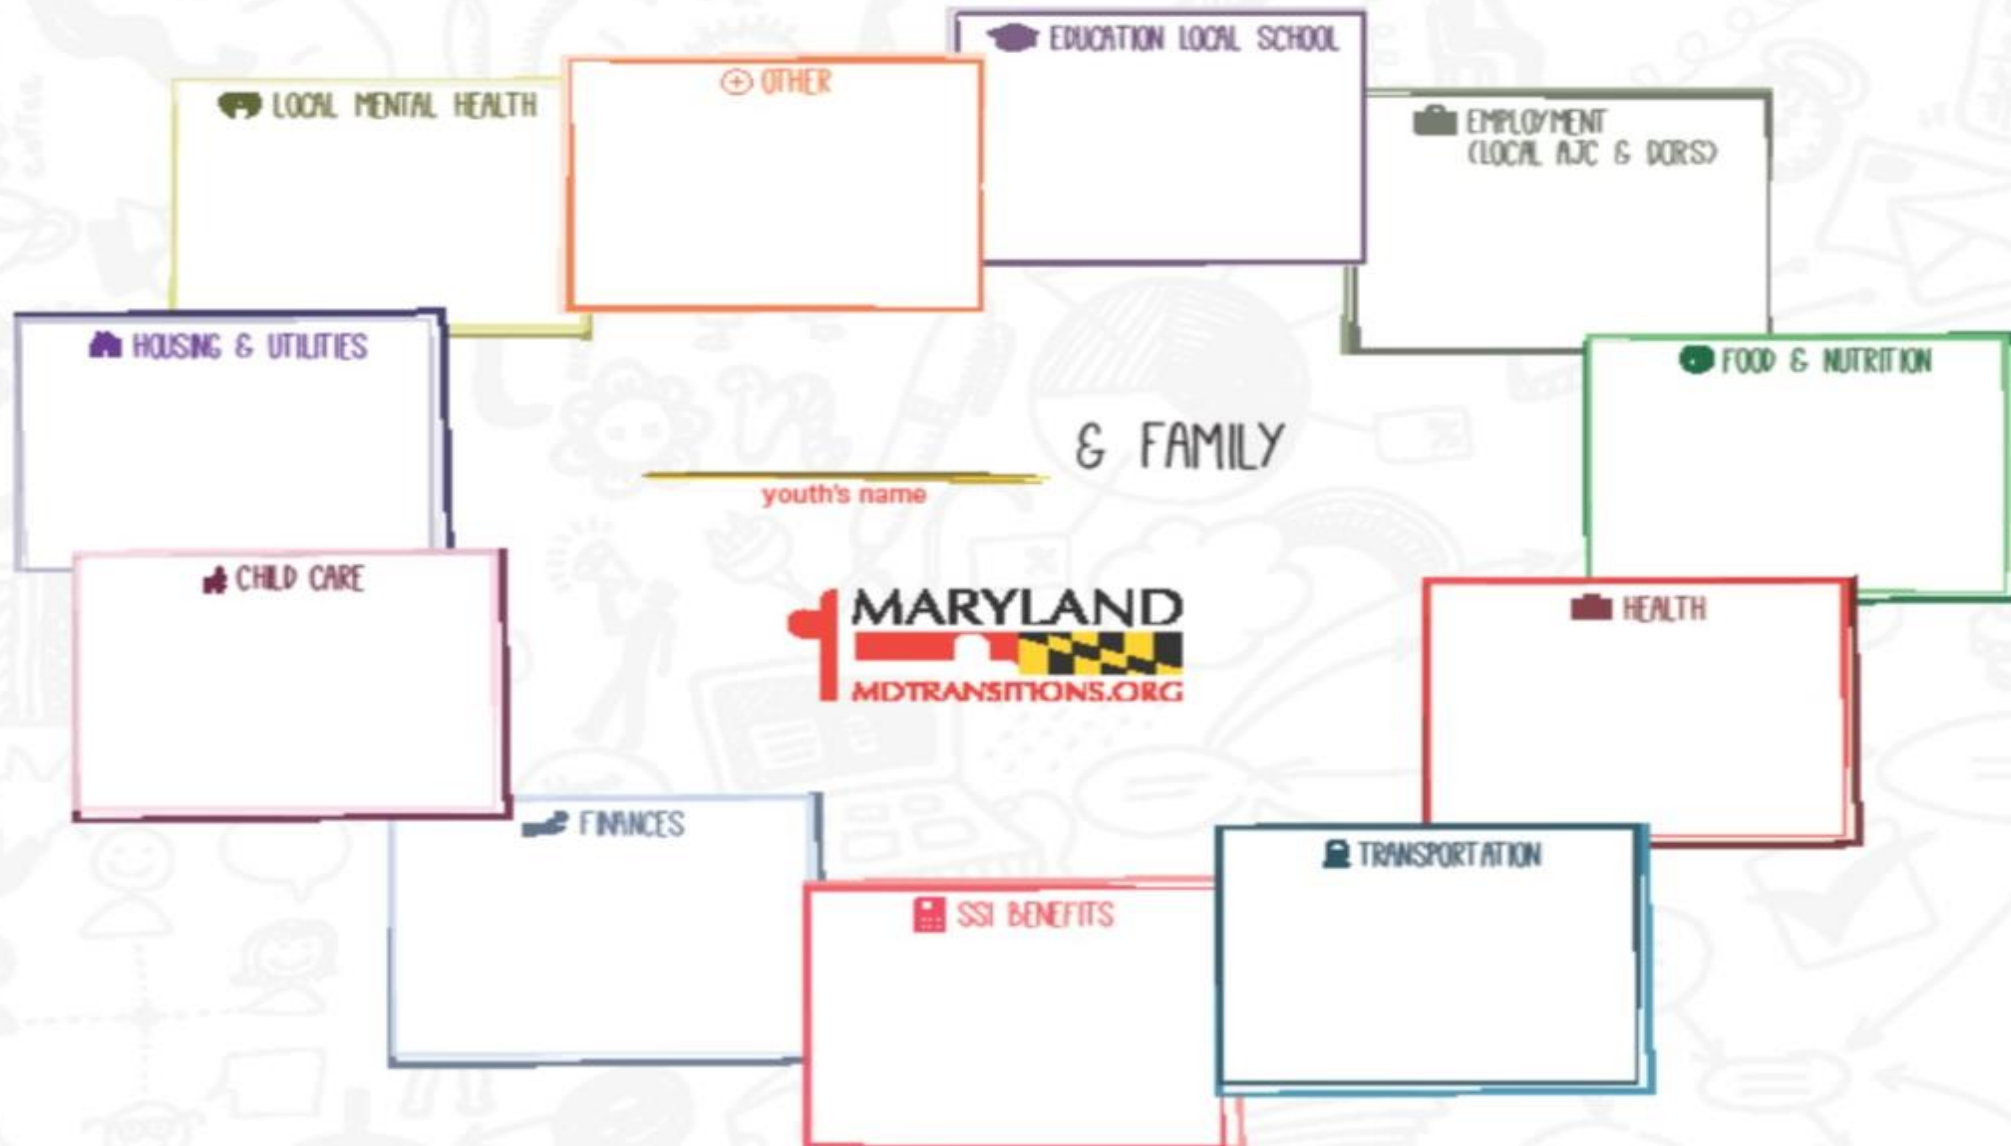 EDUCATION LOCAL SCHOOL
OTHER
LOCAL MENTAL HEALTH
EMPLOYMENT
(LOCAL AJC & DORS)
HOUSING & UTILITIES
FOOD & NUTRITION
& FAMILY
youth's name
CHILD CARE
MARYLAND
MDTRANSITIONS.ORG
HEALTH
FINANCES
TRANSPORTATION
SSI BENEFITS